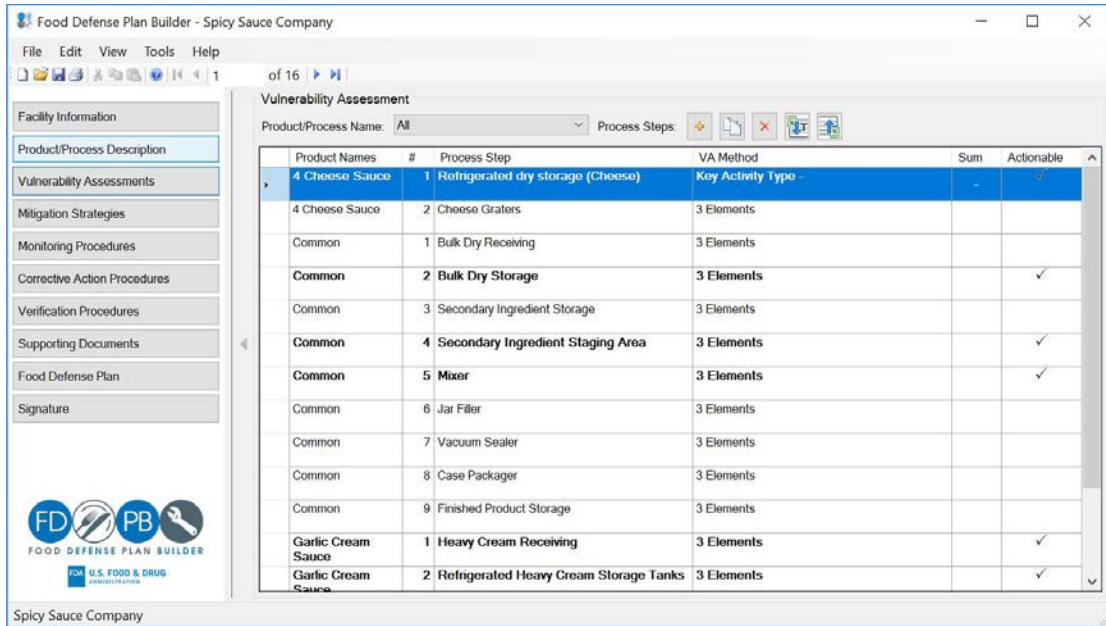 Food Defense Plan Builder - Spicy Sauce Company
File Edit View Tools Help
1 of 16
Facility Information
Product/Process Description
Vulnerability Assessments
Mitigation Strategies
Monitoring Procedures
Corrective Action Procedures
Verification Procedures
Supporting Documents
Food Defense Plan
Signature
FD PB
FOOD DEFENSE PLAN BUILDER
FDA U.S. FOOD & DRUG
ADMINISTRATION
Vulnerability Assessment
Product/Process Name: All Process Steps:
Product Names # Process Step VA Method Sum Actionable
4 Cheese Sauce 1 Refrigerated dry storage (Cheese) Key Activity Type - - ✓
4 Cheese Sauce 2 Cheese Graters 3 Elements
Common 1 Bulk Dry Receiving 3 Elements
Common 2 Bulk Dry Storage 3 Elements ✓
Common 3 Secondary Ingredient Storage 3 Elements
Common 4 Secondary Ingredient Staging Area 3 Elements ✓
Common 5 Mixer 3 Elements ✓
Common 6 Jar Filler 3 Elements
Common 7 Vacuum Sealer 3 Elements
Common 8 Case Packager 3 Elements
Common 9 Finished Product Storage 3 Elements
Garlic Cream 1 Heavy Cream Receiving 3 Elements ✓
Sauce
Garlic Cream 2 Refrigerated Heavy Cream Storage Tanks 3 Elements ✓
Sauce
Spicy Sauce Company